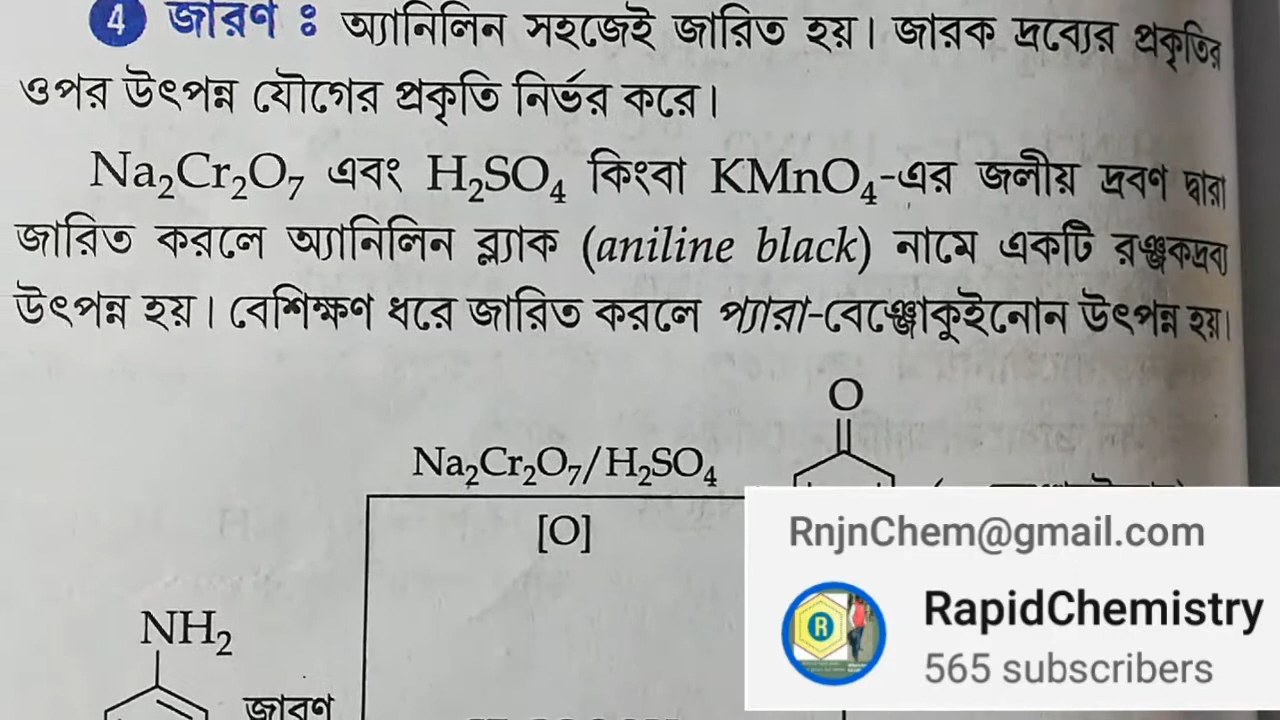 4 জারণ ঃ অ্যানিলিন সহজেই জারিত হয়। জারক দ্রব্যের প্রকৃতির
ওপর উৎপন্ন যৌগের প্রকৃতি নির্ভর করে।
Na₂Cr₂O₇ এবং H₂SO₄ কিংবা KMnO₄-এর জলীয় দ্রবণ দ্বারা
জারিত করলে অ্যানিলিন ব্ল্যাক (aniline black) নামে একটি রঞ্জকদ্রব্য
উৎপন্ন হয়। বেশিক্ষণ ধরে জারিত করলে প্যারা-বেঞ্জোকুইনোন উৎপন্ন হয়।
O
Na₂Cr₂O₇/H₂SO₄
[O]
NH₂
জারণ
RnjnChem@gmail.com
R
RapidChemistry
565 subscribers